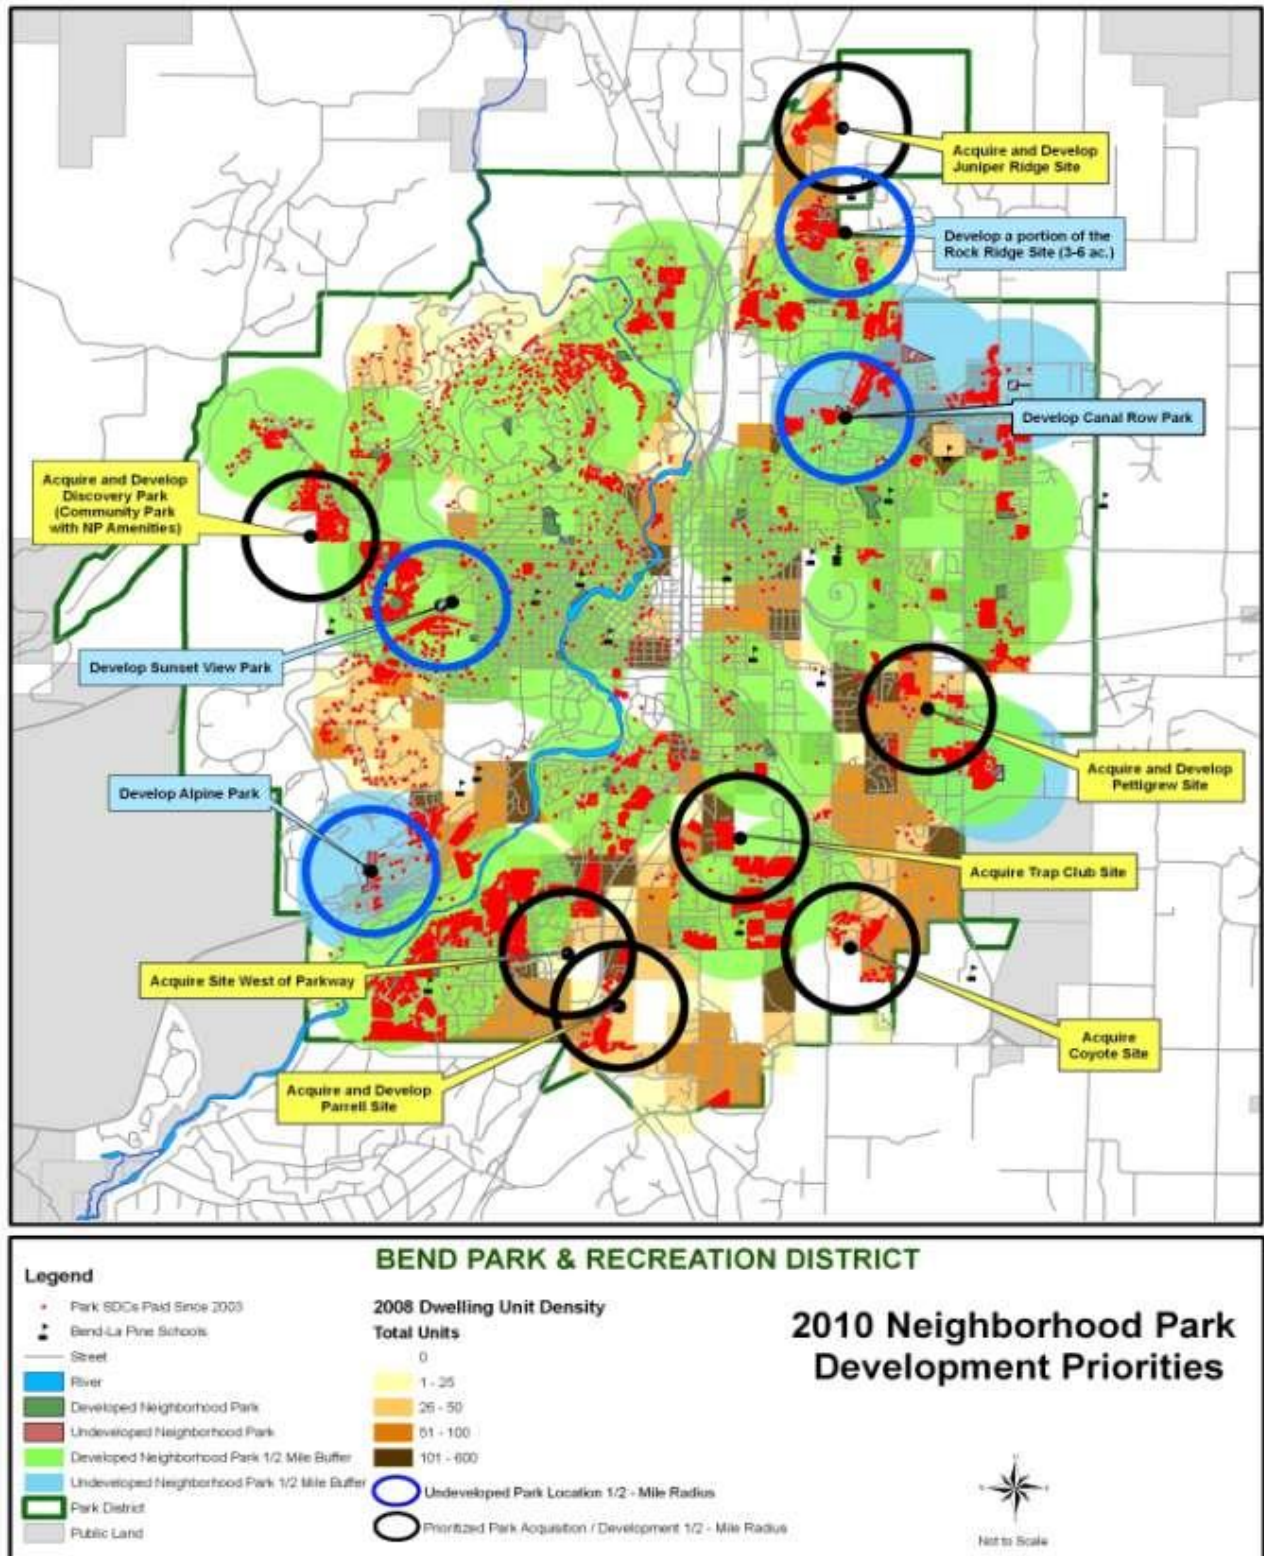 Acquire and Develop
Juniper Ridge Site
Develop a portion of the
Rock Ridge Site (3-6 ac.)
Develop Canal Row Park
Acquire and Develop
Discovery Park
(Community Park
with NP Amenities)
Develop Sunset View Park
Develop Alpine Park
Acquire and Develop
Pettigrew Site
Acquire Trap Club Site
Acquire Site West of Parkway
Acquire
Coyote Site
Acquire and Develop
Parrell Site
BEND PARK & RECREATION DISTRICT
Legend
Park SDCs Paid Since 2003
Bend-La Pine Schools
Street
River
Developed Neighborhood Park
Undeveloped Neighborhood Park
Developed Neighborhood Park 1/2 Mile Buffer
Undeveloped Neighborhood Park 1/2 Mile Buffer
Park District
Public Land
2008 Dwelling Unit Density
Total Units
0
1 - 25
26 - 50
51 - 100
101 - 600
Undeveloped Park Location 1/2 - Mile Radius
Prioritized Park Acquisition / Development 1/2 - Mile Radius
2010 Neighborhood Park
Development Priorities
Not to Scale